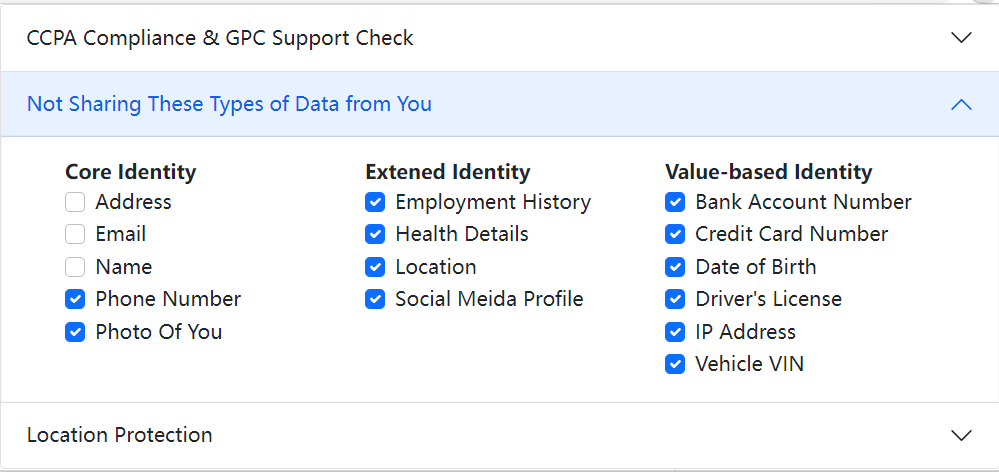 CCPA Compliance & GPC Support Check
Not Sharing These Types of Data from You
Core Identity
Address
Email
Name
Phone Number
Photo Of You
Extened Identity
Employment History
Health Details
Location
Social Meida Profile
Value-based Identity
Bank Account Number
Credit Card Number
Date of Birth
Driver's License
IP Address
Vehicle VIN
Location Protection